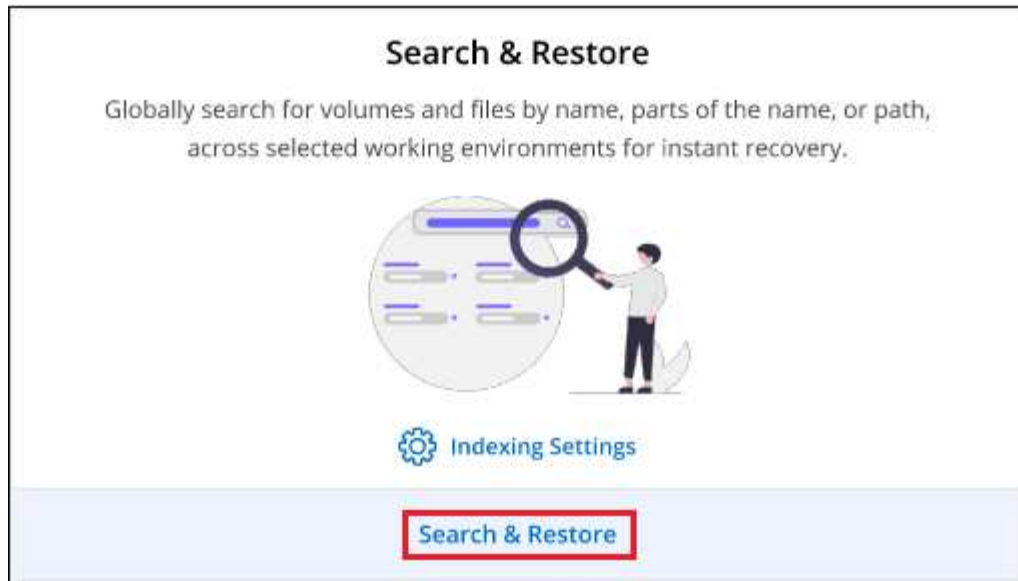 Search & Restore
Globally search for volumes and files by name, parts of the name, or path,
across selected working environments for instant recovery.
Indexing Settings
Search & Restore